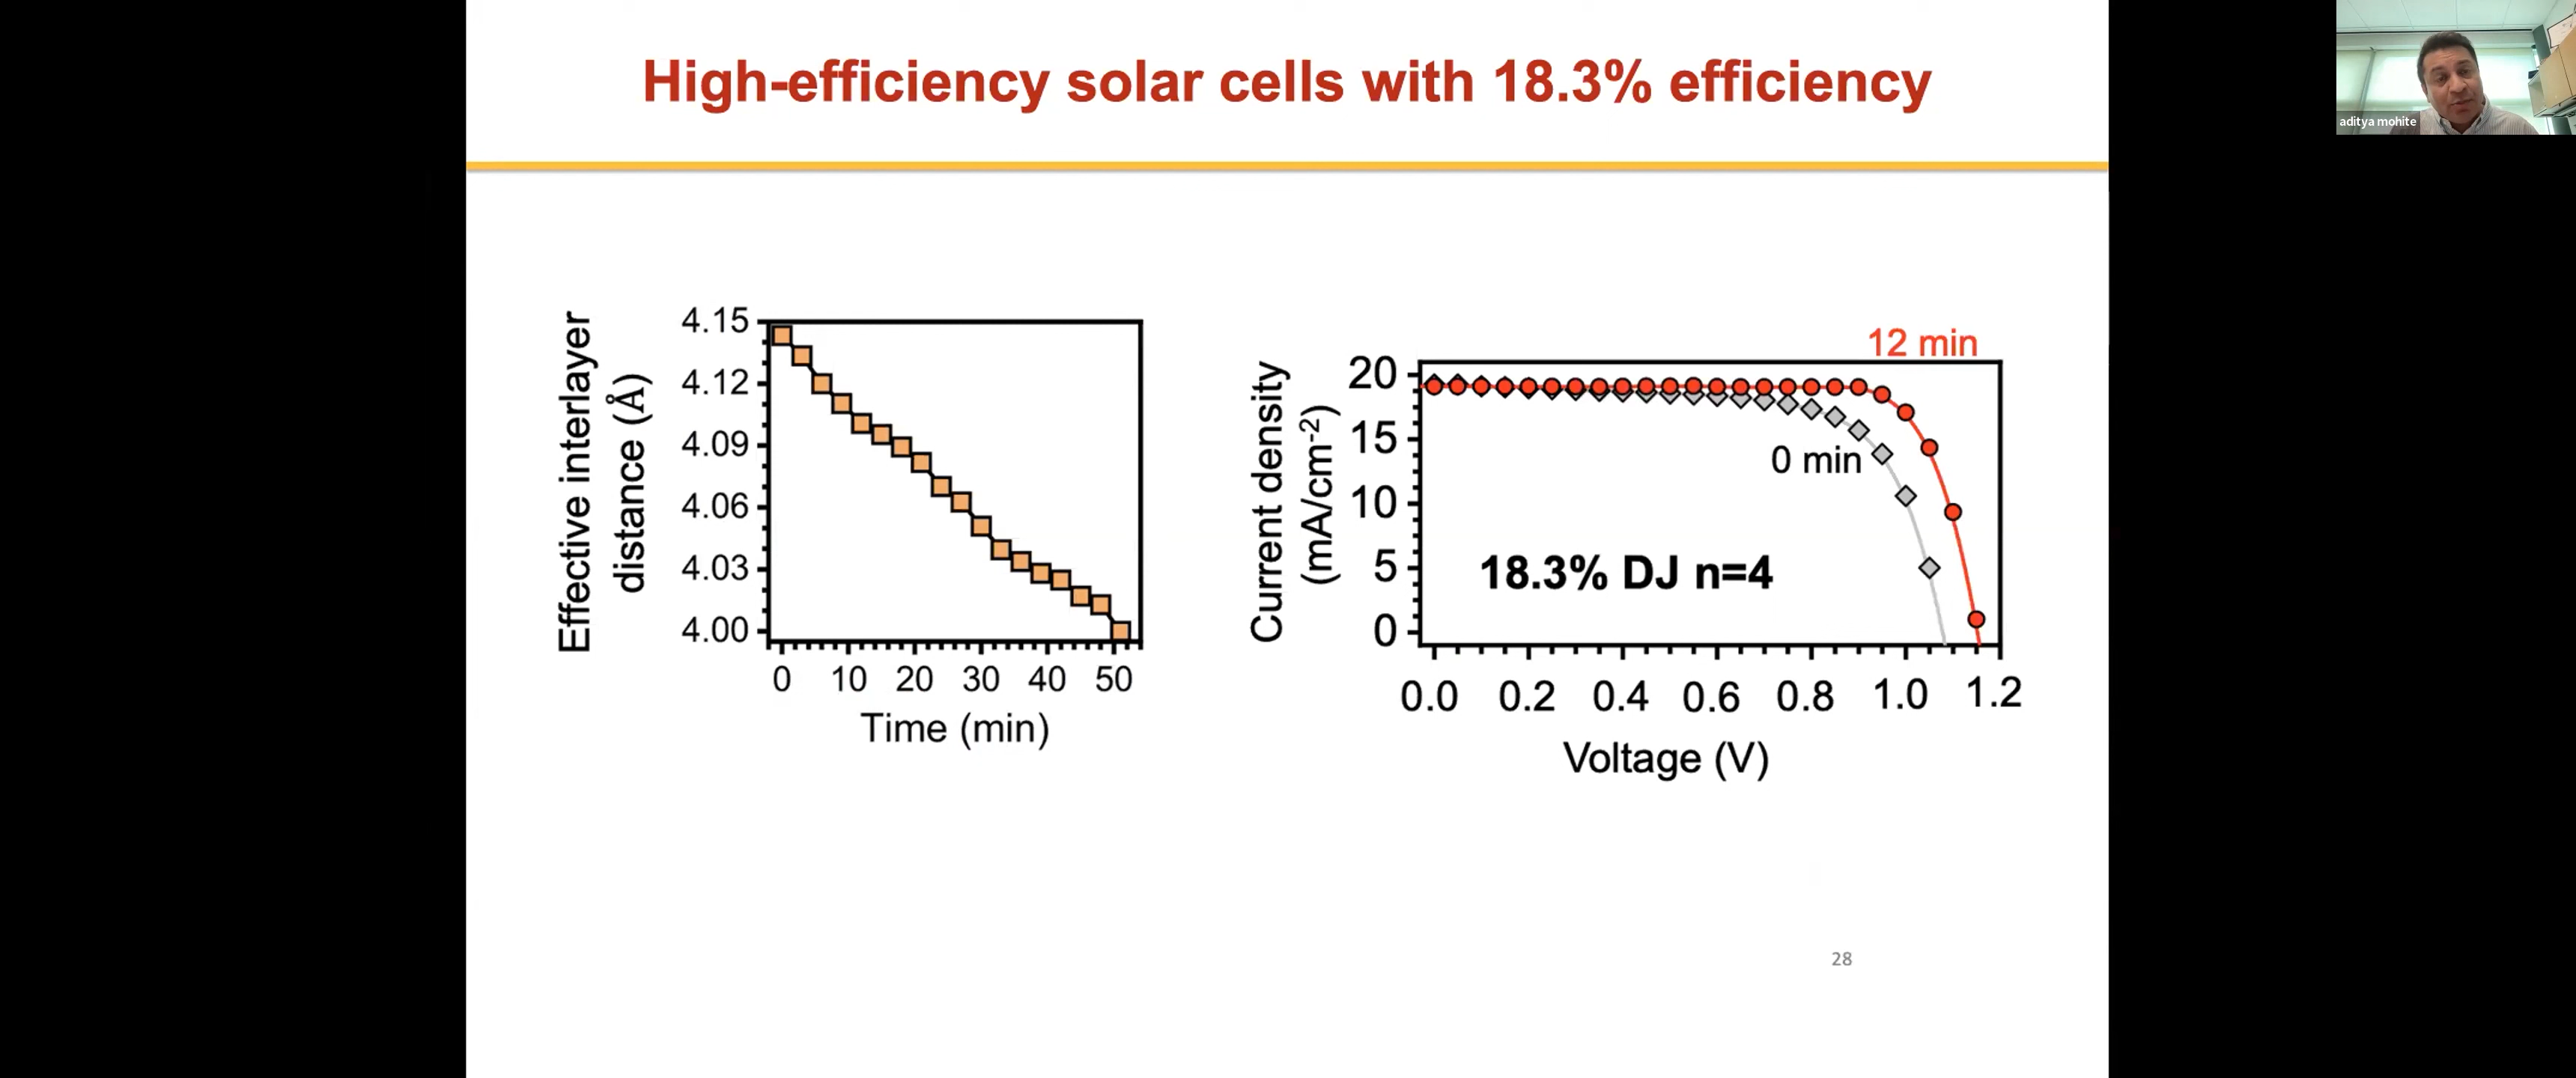 High-efficiency solar cells with 18.3% efficiency
aditya mohite
Effective interlayer
distance (Å)
4.15
4.12
4.09
4.06
4.03
4.00
0 10 20 30 40 50
Time (min)
Current density
(mA/cm-2)
20
15
10
5
0
12 min
0 min
18.3% DJ n=4
0.0 0.2 0.4 0.6 0.8 1.0 1.2
Voltage (V)
28